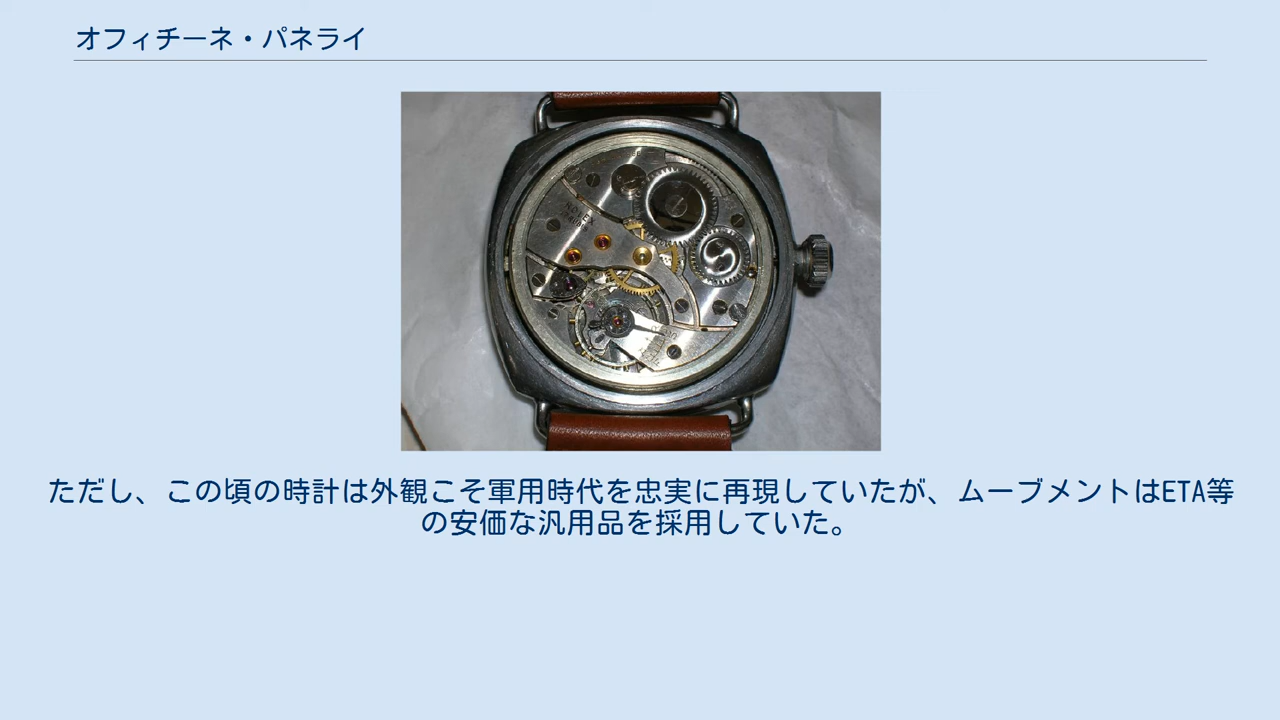 オフィチーネ・パネライ
ROLEX
ただし、この頃の時計は外観こそ軍用時代を忠実に再現していたが、ムーブメントはETA等
の安価な汎用品を採用していた。